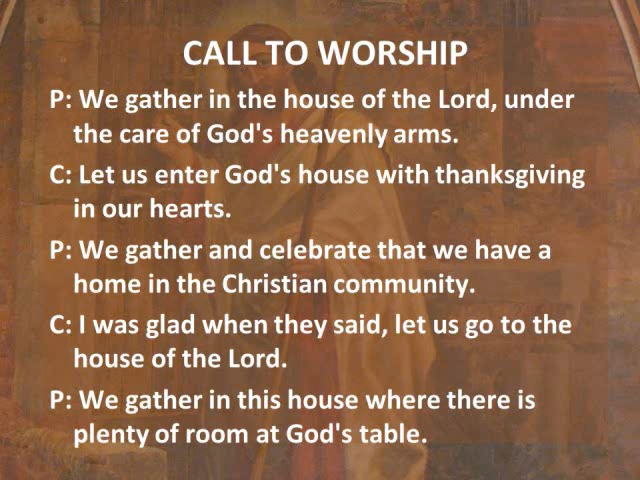 CALL TO WORSHIP
P: We gather in the house of the Lord, under
the care of God's heavenly arms.
C: Let us enter God's house with thanksgiving
in our hearts.
P: We gather and celebrate that we have a
home in the Christian community.
C: I was glad when they said, let us go to the
house of the Lord.
P: We gather in this house where there is
plenty of room at God's table.